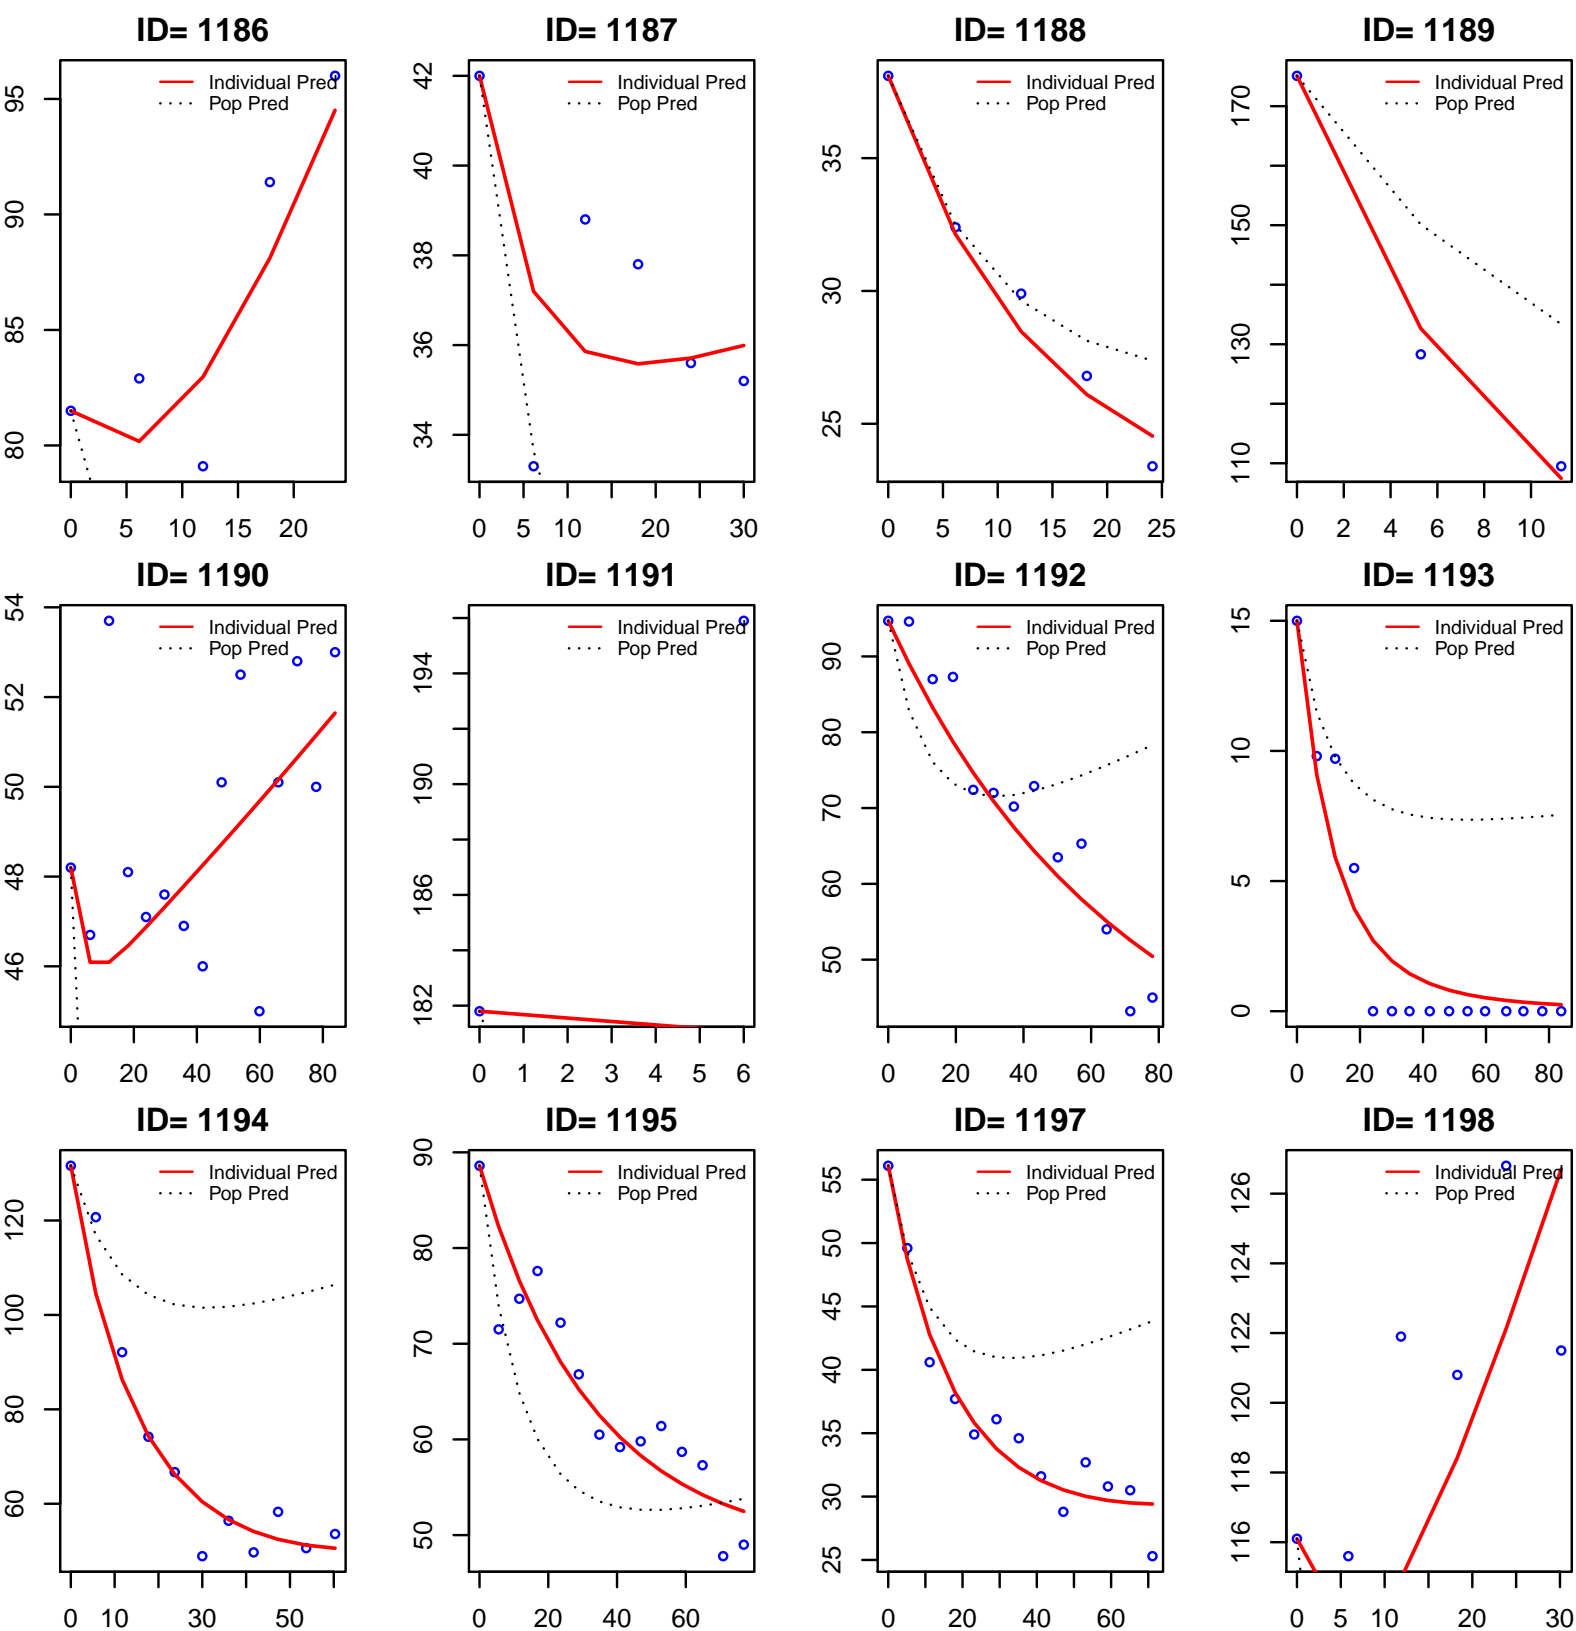 ID= 1186
ID= 1187
ID= 1188
ID= 1189
Individual Pred
Pop Pred
80 85 90 95
0 5 10 15 20
Individual Pred
Pop Pred
34 36 38 40 42
0 5 10 20 30
Individual Pred
Pop Pred
25 30 35
0 5 10 15 20 25
Individual Pred
Pop Pred
110 130 150 170
0 2 4 6 8 10
ID= 1190
ID= 1191
ID= 1192
ID= 1193
Individual Pred
Pop Pred
46 48 50 52 54
0 20 40 60 80
Individual Pred
Pop Pred
182 186 190 194
0 1 2 3 4 5 6
Individual Pred
Pop Pred
50 60 70 80 90
0 20 40 60 80
Individual Pred
Pop Pred
0 5 10 15
0 20 40 60 80
ID= 1194
ID= 1195
ID= 1197
ID= 1198
Individual Pred
Pop Pred
60 80 100 120
0 10 30 50
Individual Pred
Pop Pred
50 60 70 80 90
0 20 40 60
Individual Pred
Pop Pred
25 30 35 40 45 50 55
0 20 40 60
Individual Pred
Pop Pred
116 118 120 122 124 126
0 5 10 20 30